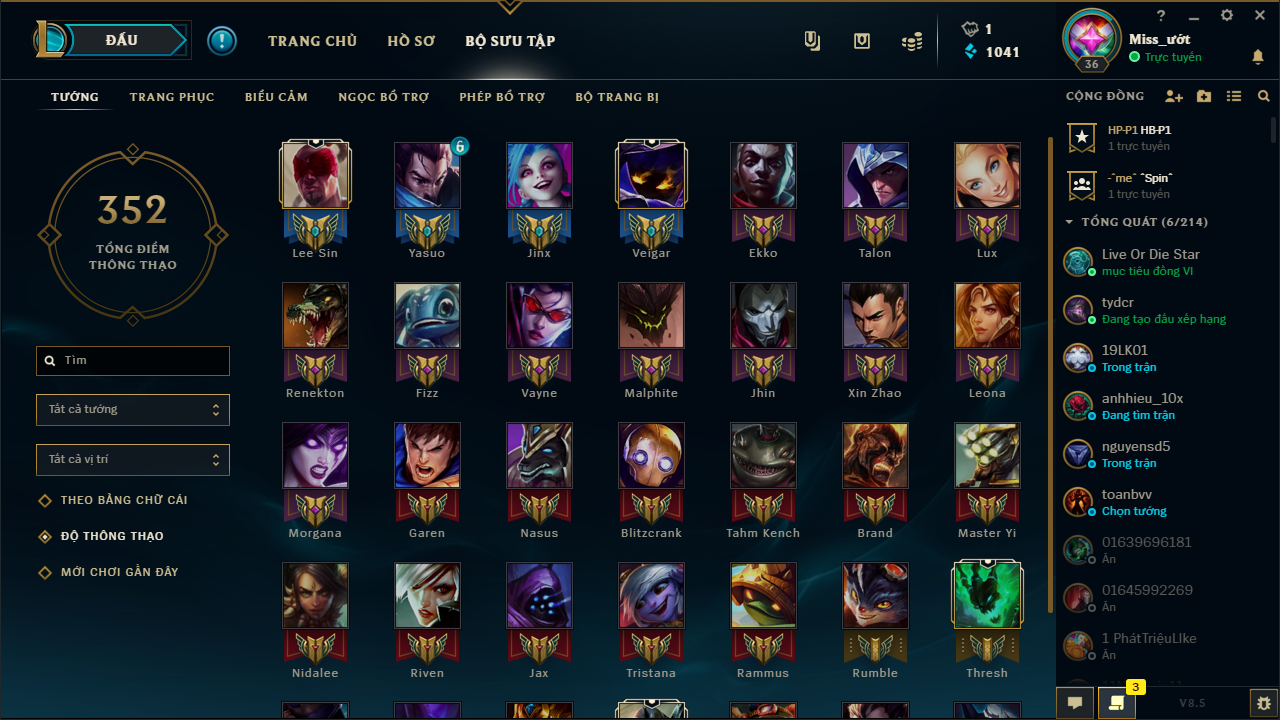 ĐẤU
!
TRANG CHỦ
HỒ SƠ
BỘ SƯU TẬP
1
1041
?
36
Miss_ướt
Trực tuyến
TƯỚNG
TRANG PHỤC
BIỂU CẢM
NGỌC BỔ TRỢ
PHÉP BỔ TRỢ
BỘ TRANG BỊ
352
TỔNG ĐIỂM
THÔNG THẠO
Tìm
Tất cả tướng
Tất cả vị trí
THEO BẢNG CHỮ CÁI
ĐỘ THÔNG THẠO
MỚI CHƠI GẦN ĐÂY
6
Lee Sin
Yasuo
Jinx
Veigar
Ekko
Talon
Lux
Renekton
Fizz
Vayne
Malphite
Jhin
Xin Zhao
Leona
Morgana
Garen
Nasus
Blitzcrank
Tahm Kench
Brand
Master Yi
Nidalee
Riven
Jax
Tristana
Rammus
Rumble
Thresh
CỘNG ĐỒNG
HP-P1 HB-P1
1 trực tuyến
-ˆmeˆ ˆSpinˆ
1 trực tuyến
TỔNG QUÁT (6/214)
Live Or Die Star
mục tiêu đồng VI
tydcr
Đang tạo đấu xếp hạng
19LK01
Trong trận
anhhieu_10x
Đang tìm trận
nguyensd5
Trong trận
toanbvv
Chọn tướng
01639696181
Ẩn
01645992269
Ẩn
1 PhátTriệuLIke
Ẩn
3
V8.5